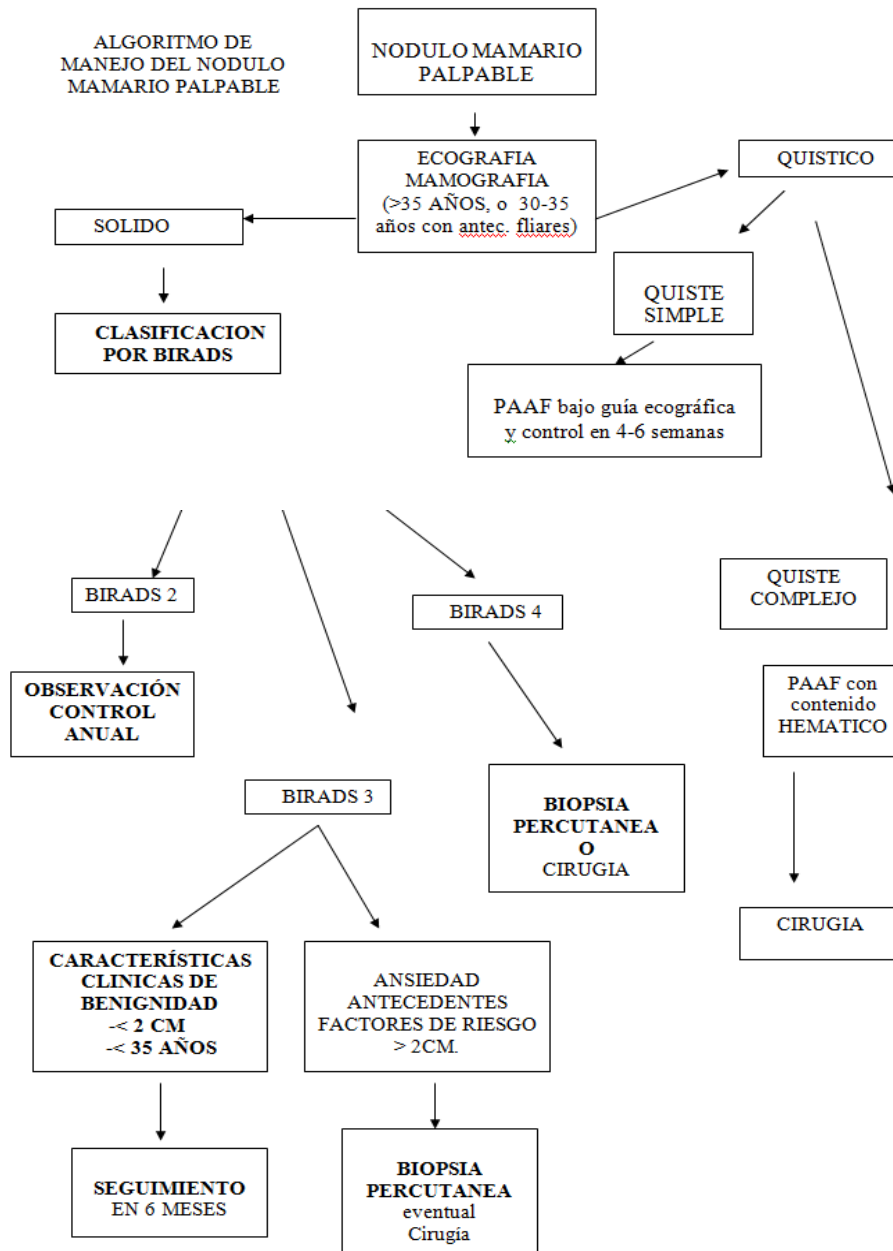 ALGORITMO DE
MANEJO DEL NODULO
MAMARIO PALPABLE
NODULO MAMARIO
PALPABLE
ECOGRAFIA
MAMOGRAFIA
(>35 AÑOS, o 30-35
años con antec. fliares)
QUISTICO
SOLIDO
QUISTE
SIMPLE
CLASIFICACION
POR BIRADS
PAAF bajo guía ecográfica
y control en 4-6 semanas
BIRADS 2
BIRADS 4
QUISTE
COMPLEJO
OBSERVACIÓN
CONTROL
ANUAL
PAAF con
contenido
HEMATICO
BIRADS 3
BIOPSIA
PERCUTANEA
O
CIRUGIA
CIRUGIA
CARACTERÍSTICAS
CLINICAS DE
BENIGNIDAD
-< 2 CM
-< 35 AÑOS
ANSIEDAD
ANTECEDENTES
FACTORES DE RIESGO
> 2CM.
SEGUIMIENTO
EN 6 MESES
BIOPSIA
PERCUTANEA
eventual
Cirugía